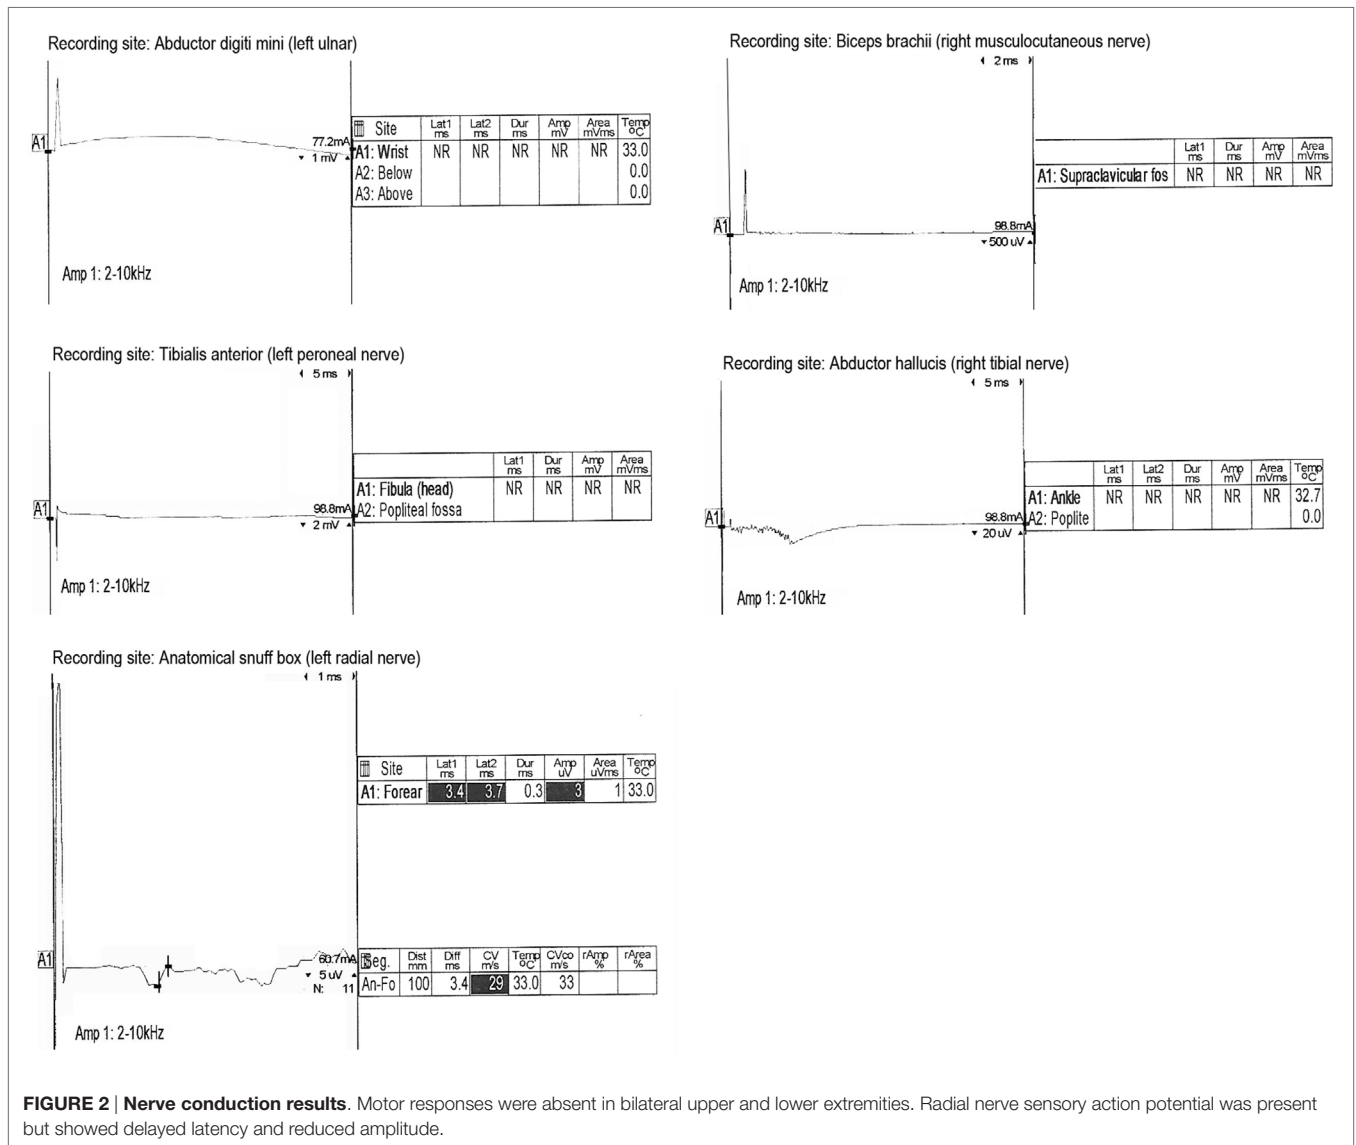 Recording site: Abductor digiti mini (left ulnar)
A1
77.2mA
1 mV
Site Lat1 ms Lat2 ms Dur ms Amp mV Area mVms Temp °C
A1: Wrist NR NR NR NR NR 33.0
A2: Below 0.0
A3: Above 0.0
Amp 1: 2-10kHz
Recording site: Biceps brachii (right musculocutaneous nerve)
2 ms
A1
98.8mA
500 uV
Lat1 ms Dur ms Amp mV Area mVms
A1: Supraclavicular fos NR NR NR NR
Amp 1: 2-10kHz
Recording site: Tibialis anterior (left peroneal nerve)
5 ms
A1
98.8mA
2 mV
Lat1 ms Dur ms Amp mV Area mVms
A1: Fibula (head) NR NR NR NR
A2: Popliteal fossa
Amp 1: 2-10kHz
Recording site: Abductor hallucis (right tibial nerve)
5 ms
A1
98.8mA
20 uV
Lat1 ms Lat2 ms Dur ms Amp mV Area mVms Temp °C
A1: Ankle NR NR NR NR NR 32.7
A2: Poplite 0.0
Amp 1: 2-10kHz
Recording site: Anatomical snuff box (left radial nerve)
1 ms
Site Lat1 ms Lat2 ms Dur ms Amp uV Area uVms Temp °C
A1: Forear 3.4 3.7 0.3 3 1 33.0
A1
60.7mA
5 uV
N: 11
Seg. Dist mm Diff ms CV m/s Temp °C CVco m/s rAmp % rArea %
An-Fo 100 3.4 29 33.0 33
Amp 1: 2-10kHz
FIGURE 2 | Nerve conduction results. Motor responses were absent in bilateral upper and lower extremities. Radial nerve sensory action potential was present
but showed delayed latency and reduced amplitude.